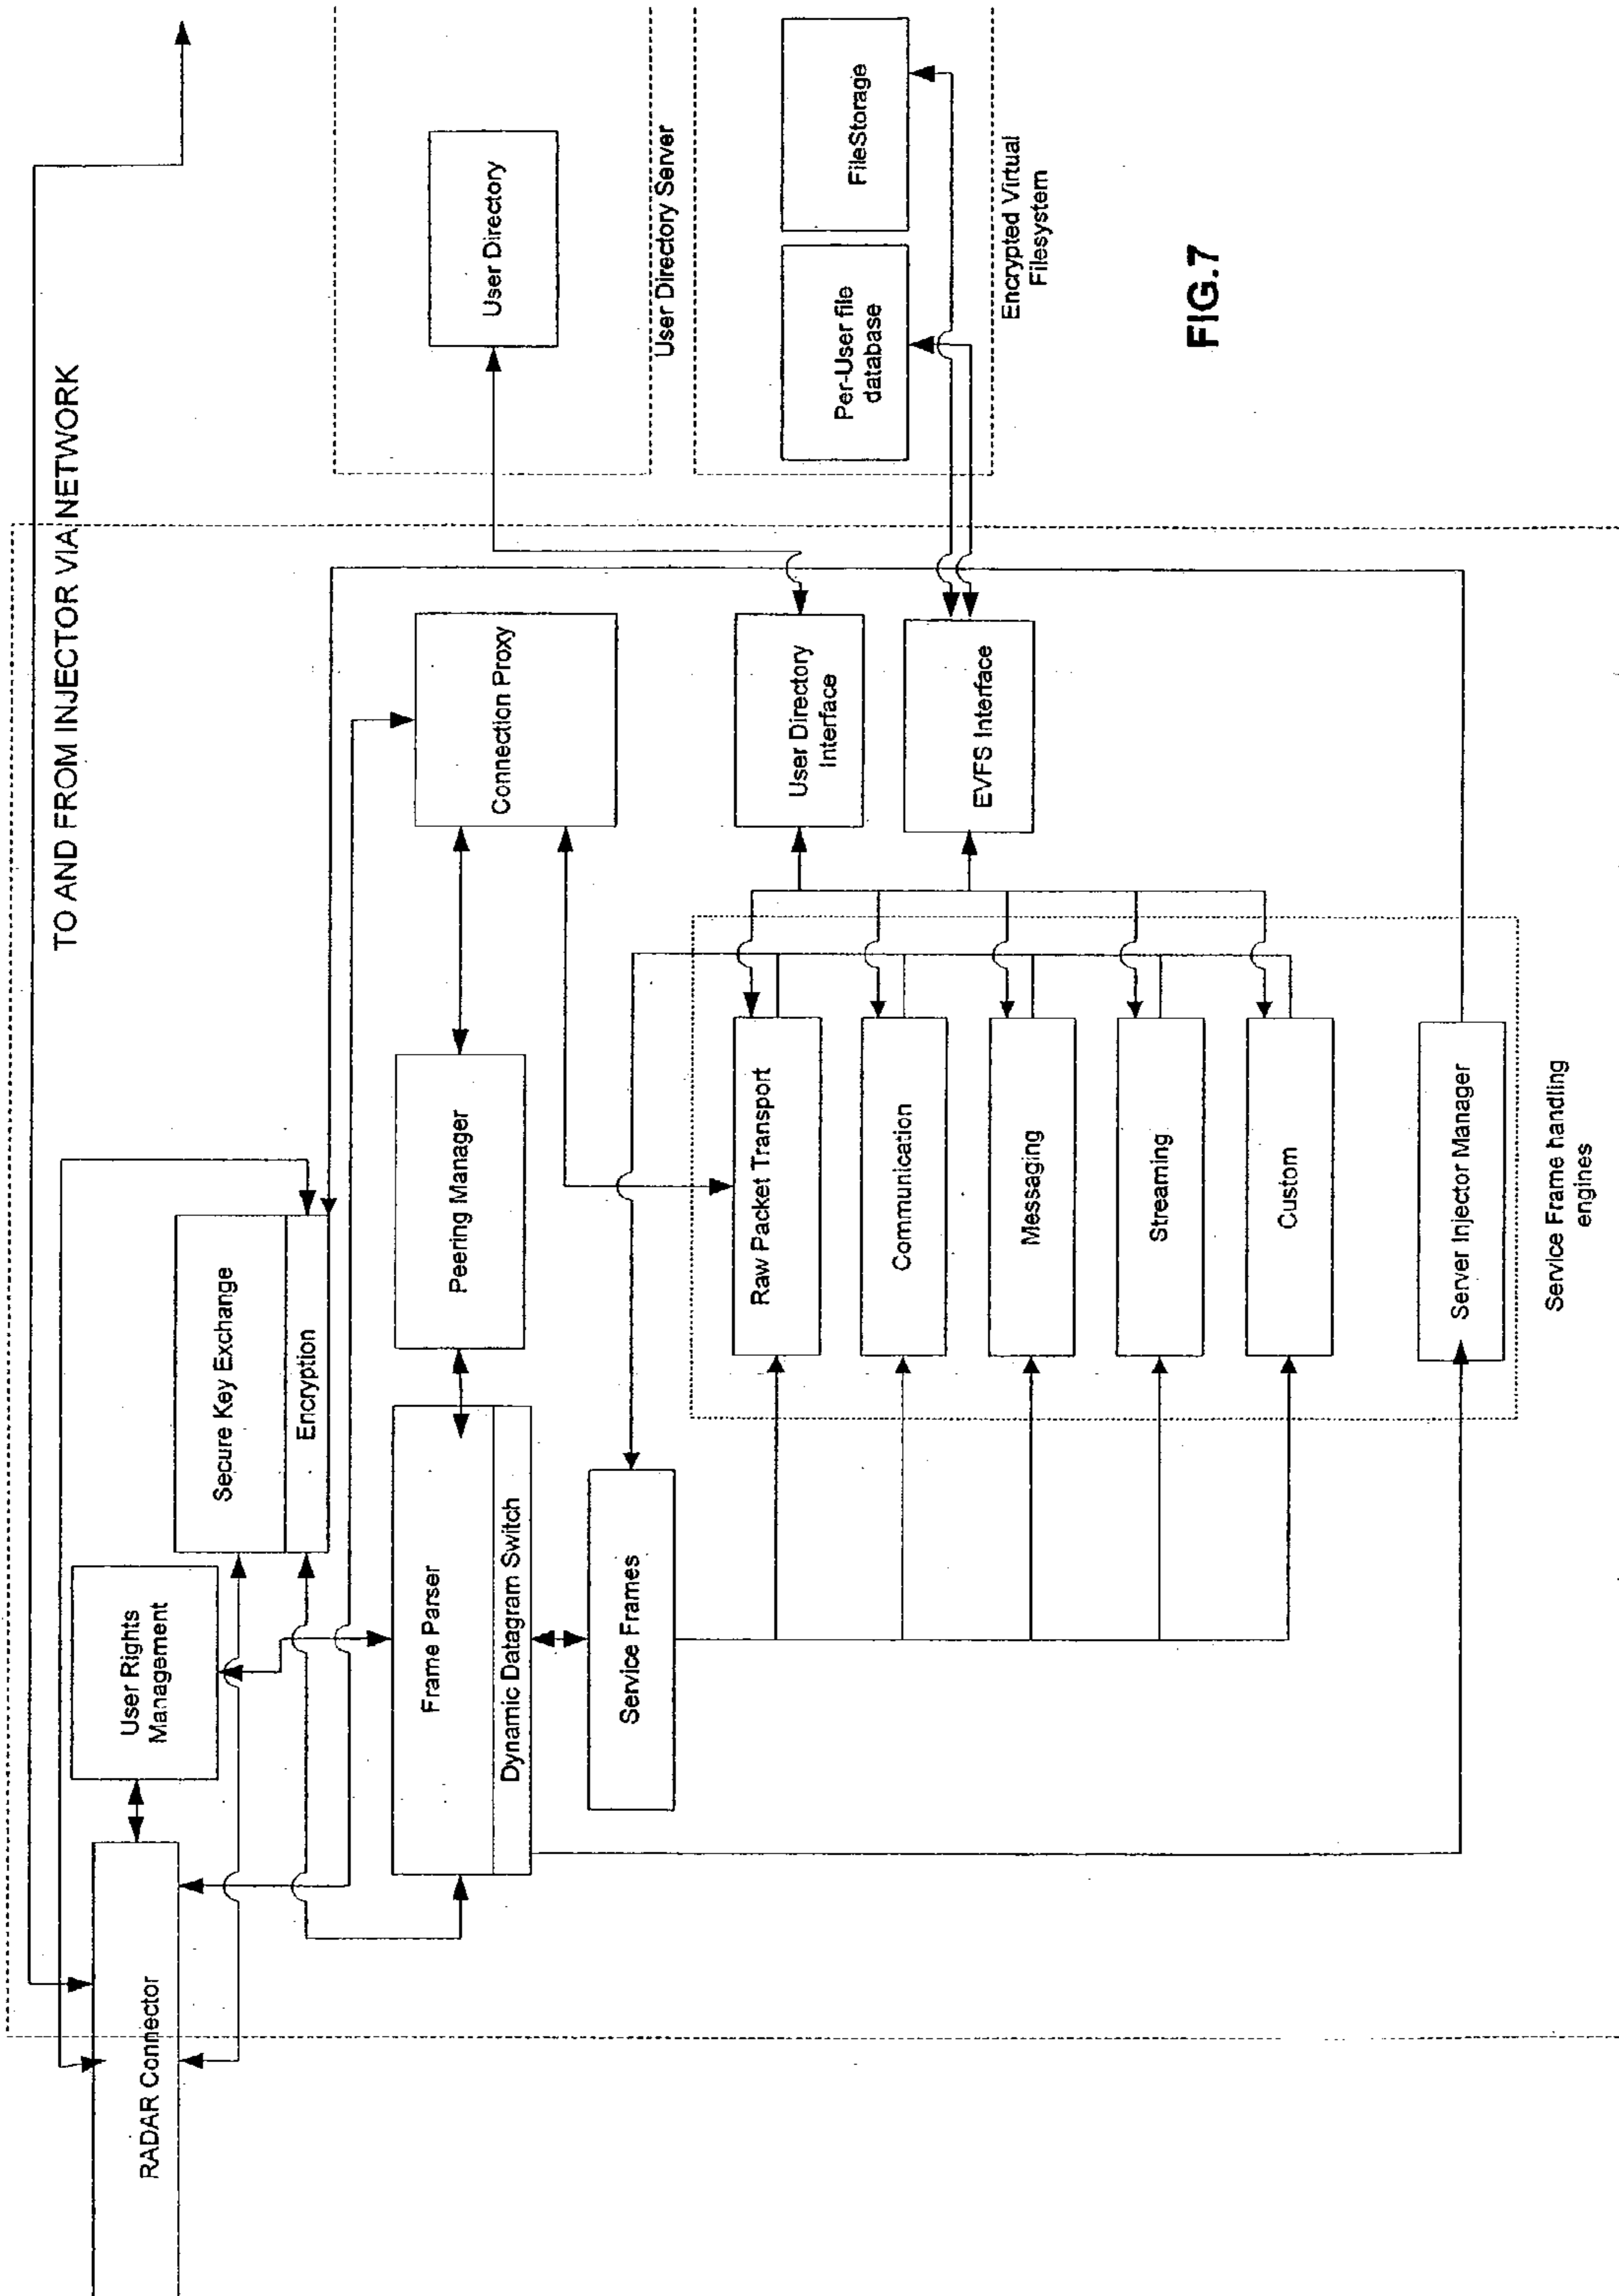 TO AND FROM INJECTOR VIA NETWORK
RADAR Connector
User Rights
Management
Secure Key Exchange
Encryption
Frame Parser
Dynamic Datagram Switch
Peering Manager
Connection Proxy
User Directory
User Directory Server
Service Frames
Raw Packet Transport
Communication
Messaging
Streaming
Custom
Server Injector Manager
Service Frame handling
engines
User Directory
Interface
EVFS Interface
Per-User file
database
FileStorage
Encrypted Virtual
Filesystem
FIG.7